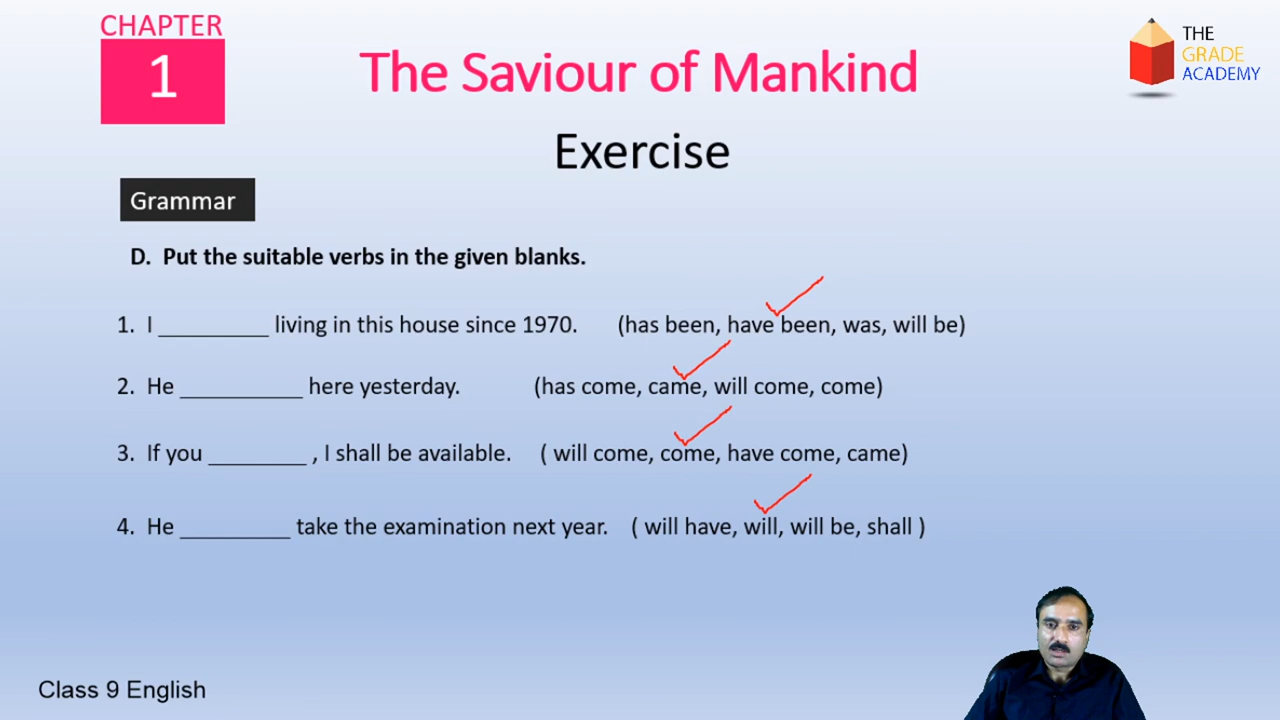 CHAPTER
1
The Saviour of Mankind
THE
GRADE
ACADEMY
Exercise
Grammar
D. Put the suitable verbs in the given blanks.
1. I __________ living in this house since 1970. (has been, have been, was, will be)
2. He ___________ here yesterday. (has come, came, will come, come)
3. If you _________ , I shall be available. ( will come, come, have come, came)
4. He __________ take the examination next year. ( will have, will, will be, shall )
Class 9 English